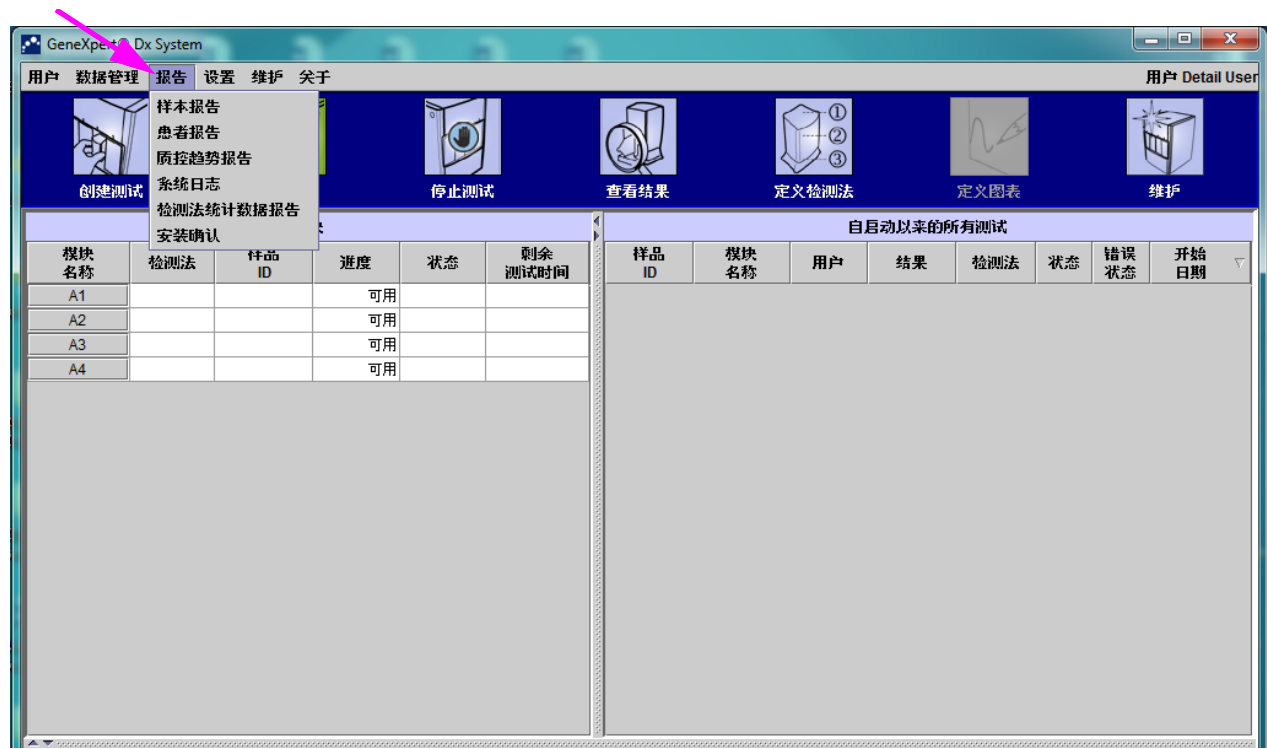 GeneXpert® Dx System
用户 数据管理 报告 设置 维护 关于
用户 Detail User
样本报告
患者报告
质控趋势报告
系统日志
检测法统计数据报告
安装确认
创建测试
停止测试
查看结果
定义检测法
定义图表
维护
自启动以来的所有测试
模块
名称
检测法
样品
ID
进度
状态
剩余
测试时间
样品
ID
模块
名称
用户
结果
检测法
状态
错误
状态
开始
日期
A1 可用
A2 可用
A3 可用
A4 可用